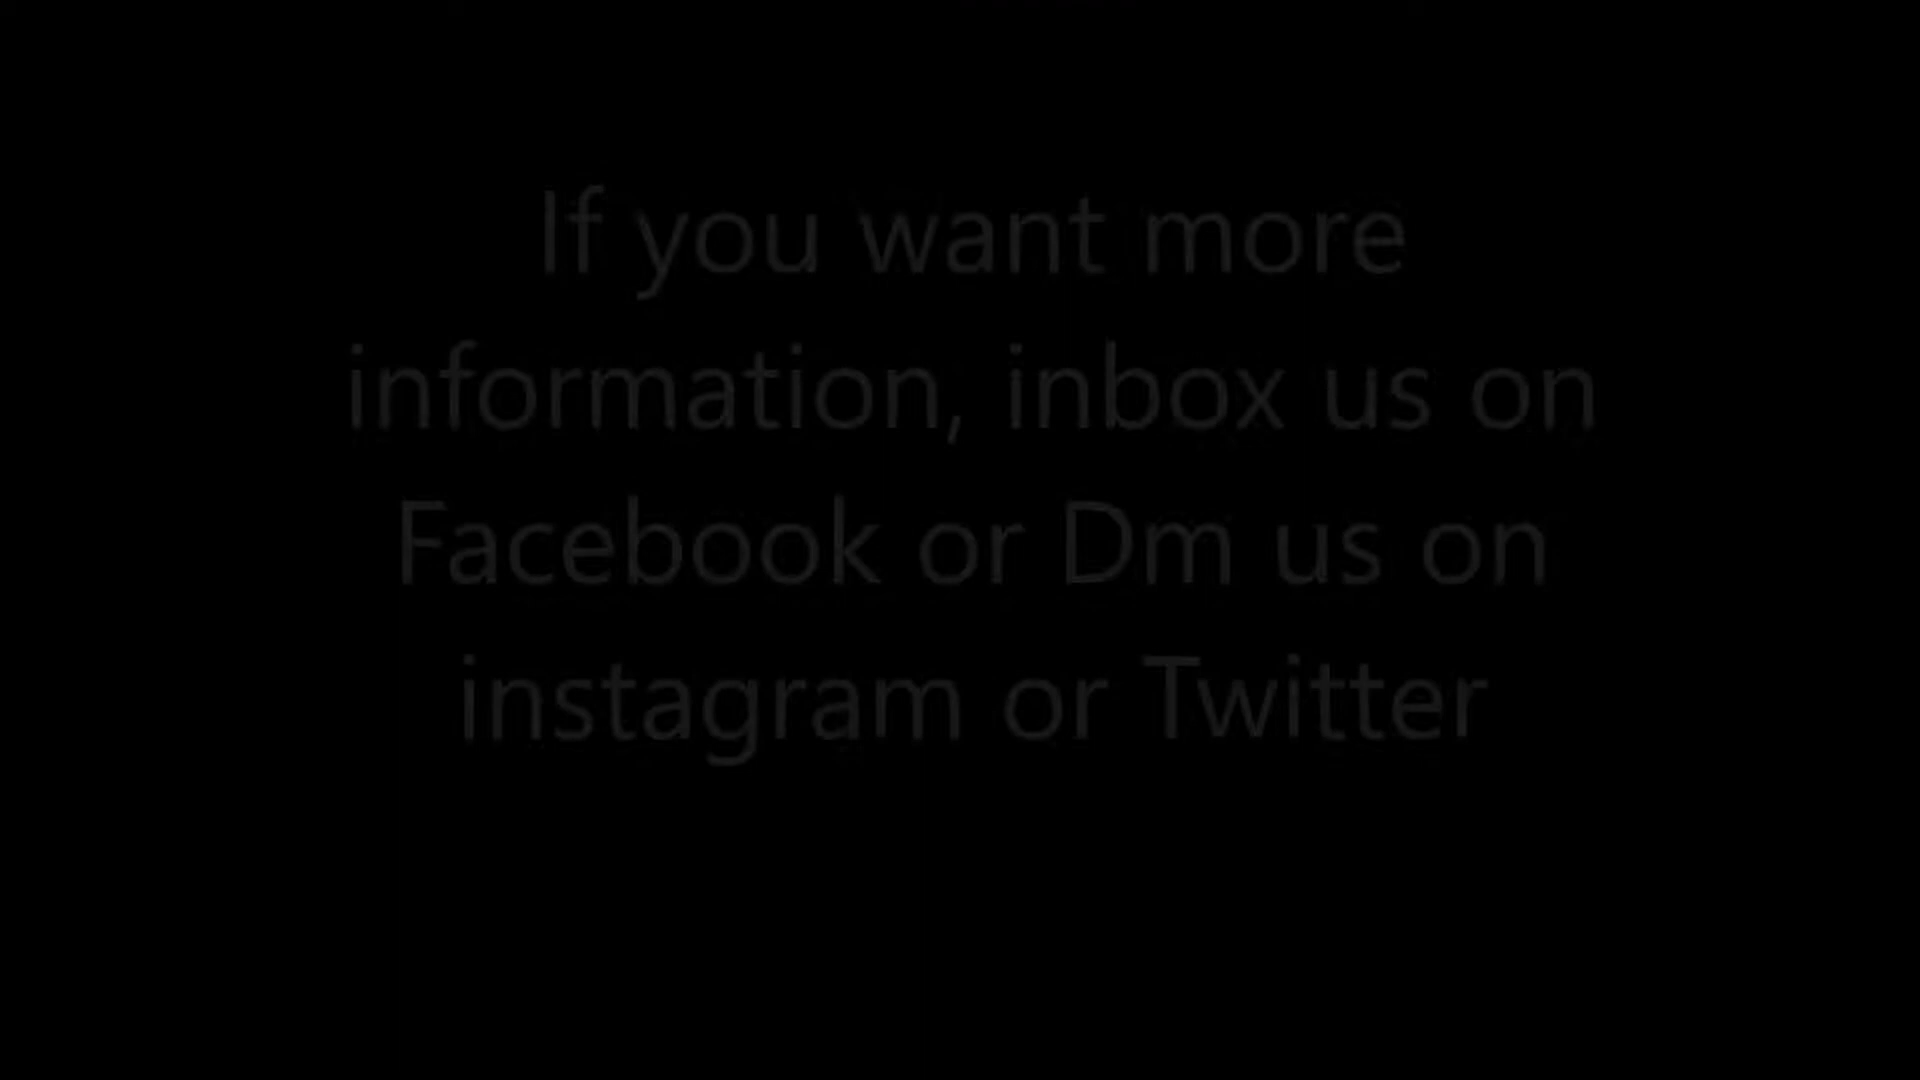 If you want more
information, inbox us on
Facebook or Dm us on
instagram or Twitter